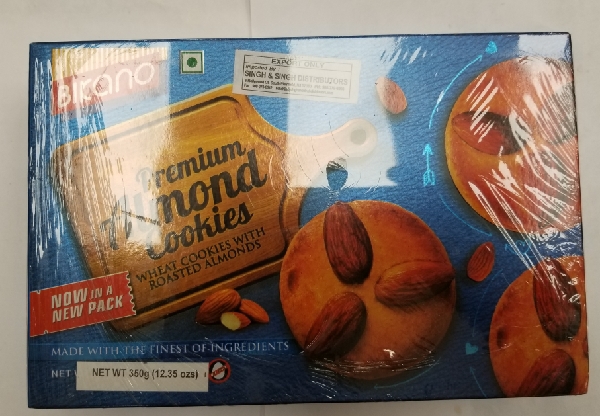 Bikano
EXPORT ONLY
SINGH & SINGH DISTRIBUTORS
Premium
Almond
Cookies
WHEAT COOKIES WITH
ROASTED ALMONDS
NOW IN A
NEW PACK
MADE WITH THE FINEST OF INGREDIENTS
NET WT 350g (12.35 ozs)